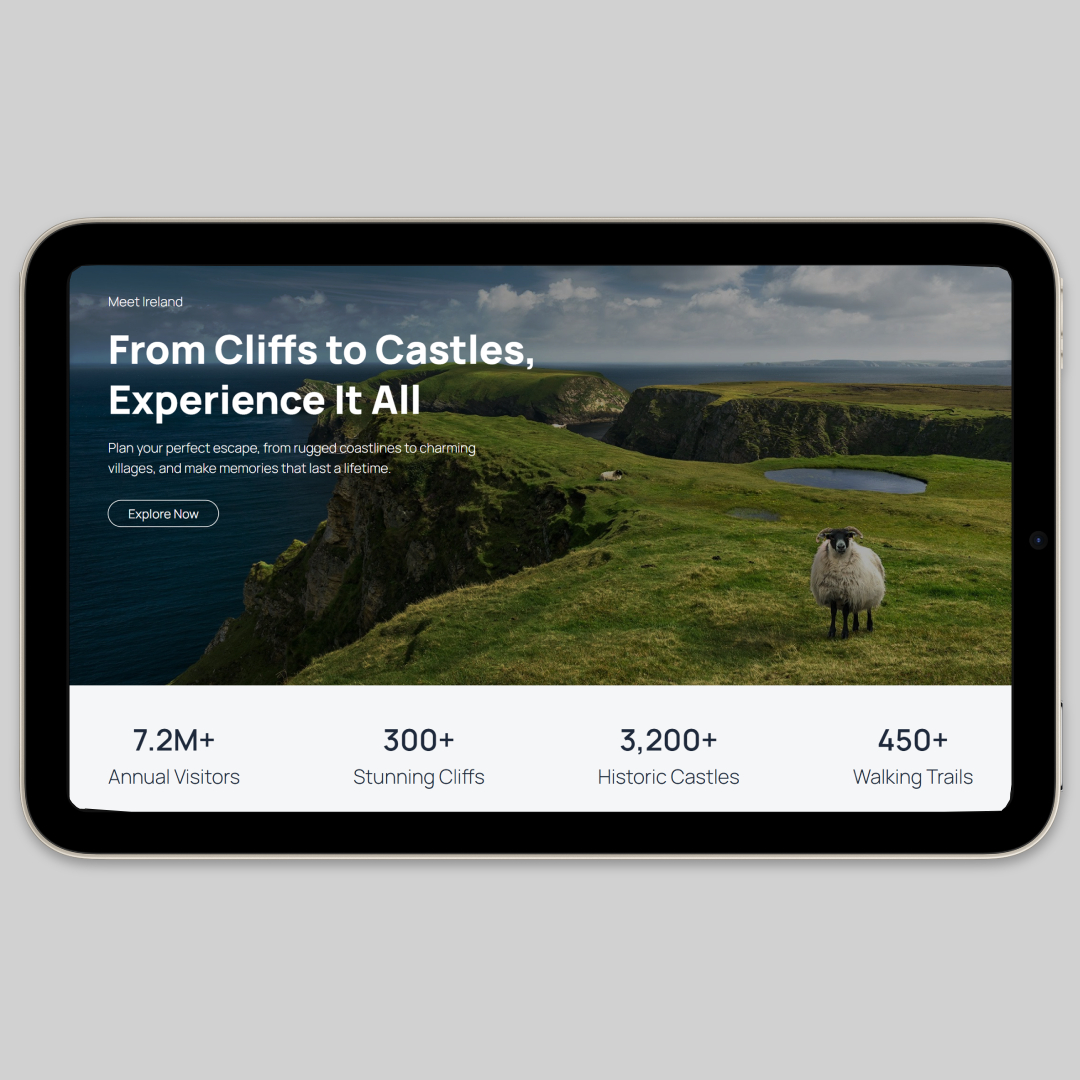 Meet Ireland
From Cliffs to Castles,
Experience It All
Plan your perfect escape, from rugged coastlines to charming
villages, and make memories that last a lifetime.
Explore Now
7.2M+
Annual Visitors
300+
Stunning Cliffs
3,200+
Historic Castles
450+
Walking Trails